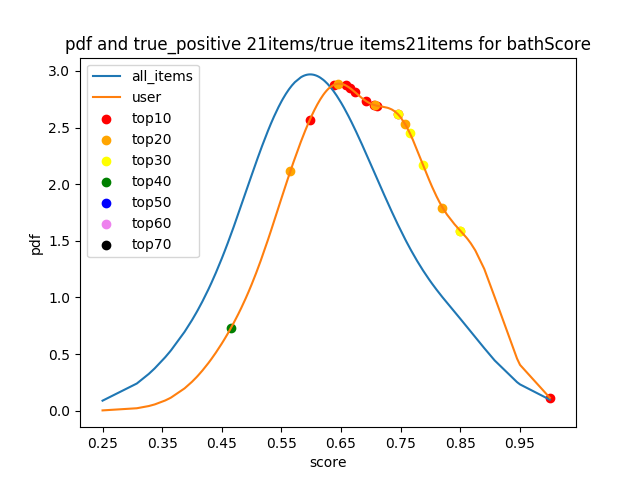 pdf and true_positive 21items/true items21items for bathScore
all_items
user
top10
top20
top30
top40
top50
top60
top70
3.0
2.5
2.0
1.5
1.0
0.5
0.0
pdf
0.25 0.35 0.45 0.55 0.65 0.75 0.85 0.95
score